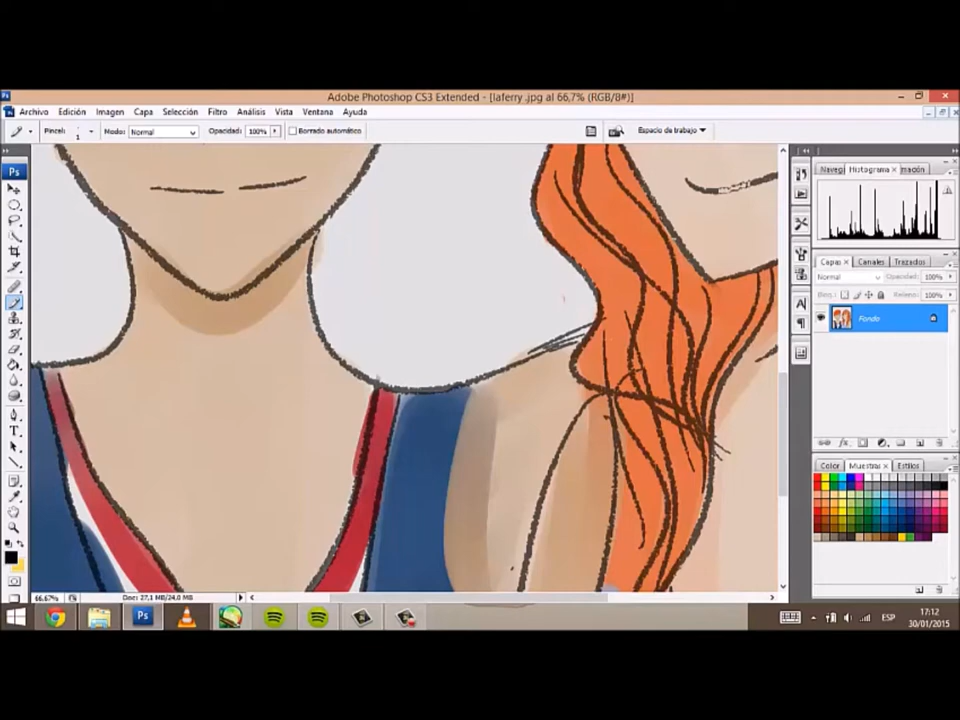 Adobe Photoshop CS3 Extended - [laferry .jpg al 66,7% (RGB/8#)]
Archivo Edición Imagen Capa Selección Filtro Análisis Vista Ventana Ayuda
Pincel: 1 Modo: Normal Opacidad: 100% Borrado automático Espacio de trabajo
Ps
Naveg Histograma mación
Capas Canales Trazados
Normal Opacidad: 100%
Bloq.: Relleno: 100%
Fondo
Color Muestras Estilos
66.67% Doc: 27,1 MB/24,0 MB
ESP
17:12
30/01/2015